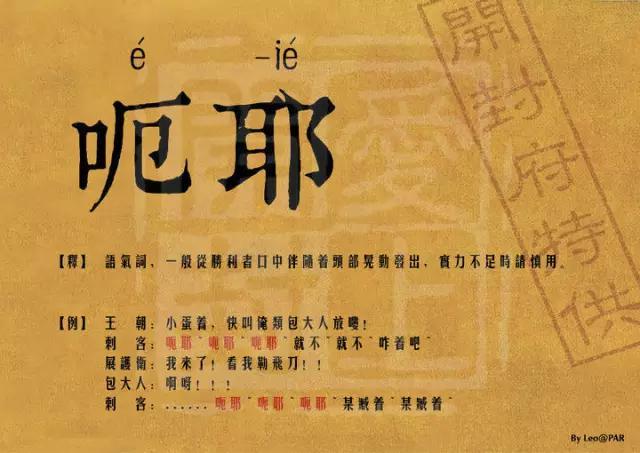 é -ié
呃耶
開封府特供
【釋】 語氣詞，一般從勝利者口中伴隨着頭部晃動發出，實力不足時請慎用。
【例】 王 朝：小蛋着，快叫俺類包大人放嘍！
刺 客：呃耶~呃耶~呃耶~就不~就不~咋着吧~
展護衛：我來了！看我勒飛刀！！
包大人：啊呀！！！
刺 客：......呃耶~呃耶~呃耶~某贓着~某贓着~
By Leo@PAR